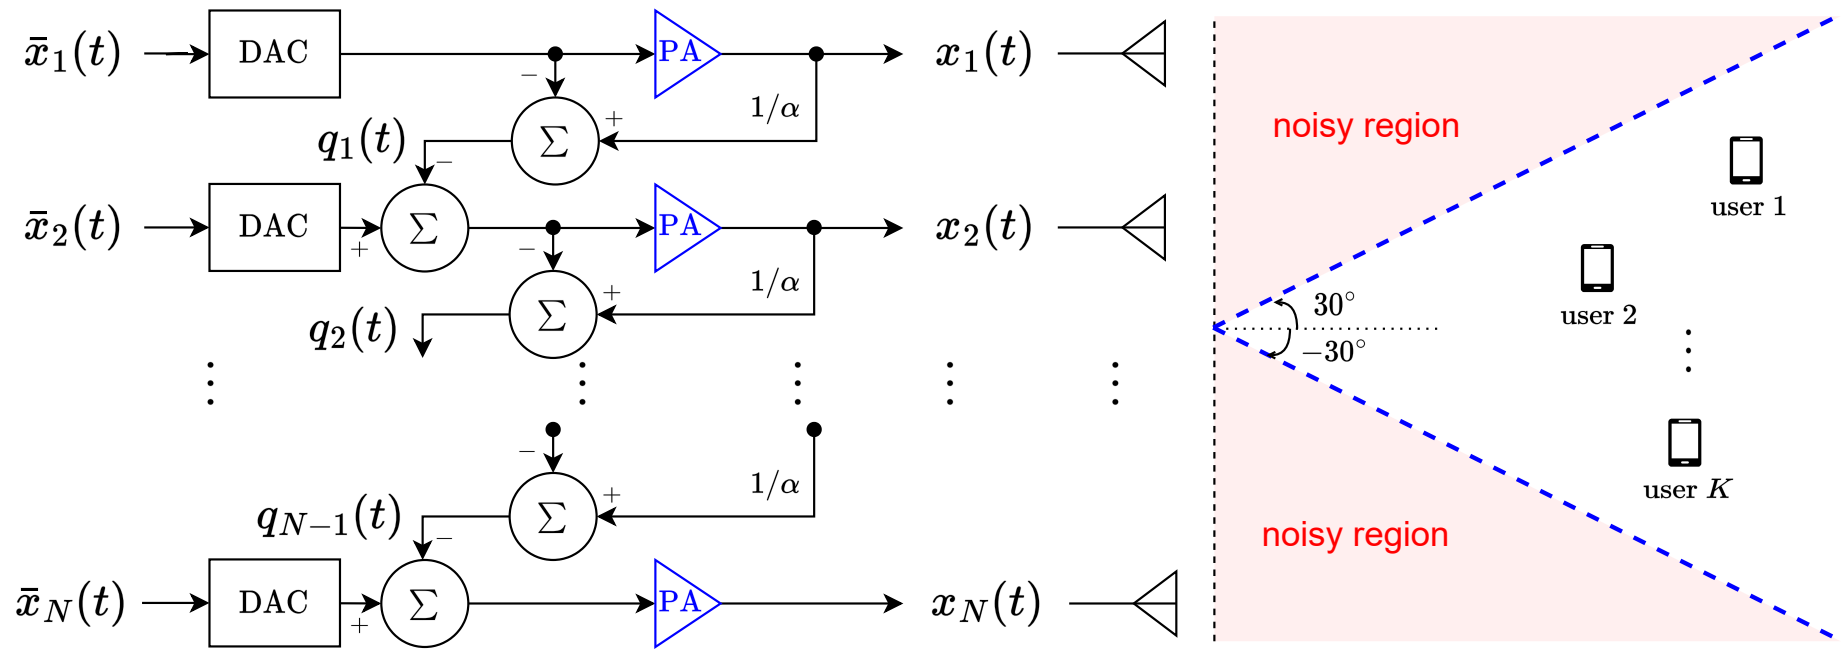 x̄₁(t) DAC PA x₁(t)
− + 1/α
q₁(t) Σ
−
noisy region
user 1
x̄₂(t) DAC Σ PA x₂(t)
+ − + 1/α
q₂(t) Σ
user 2
30°
−30°
− + 1/α
q_{N−1}(t) Σ
−
user K
noisy region
x̄_N(t) DAC Σ PA x_N(t)
+